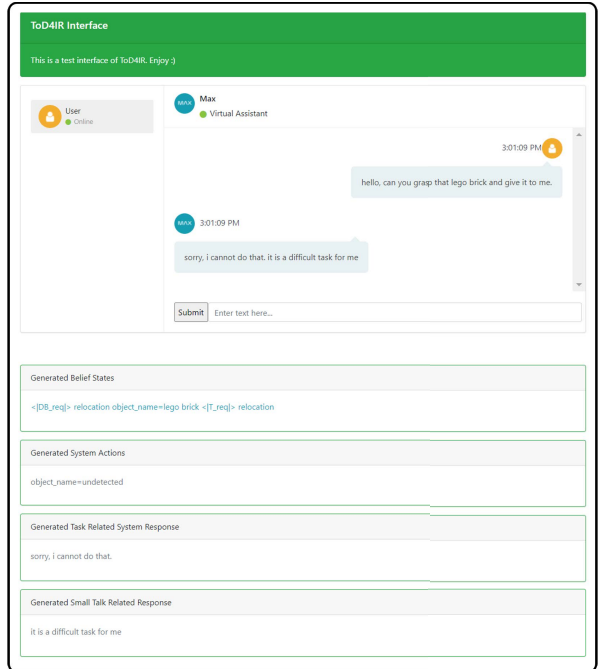 ToD4IR Interface
This is a test interface of ToD4IR. Enjoy :)
User
Online
MAX
Max
Virtual Assistant
3:01:09 PM
hello, can you grasp that lego brick and give it to me.
MAX
3:01:09 PM
sorry, i cannot do that. it is a difficult task for me
Submit
Enter text here...
Generated Belief States
<|DB_req|> relocation object_name=lego brick <|T_req|> relocation
Generated System Actions
object_name=undetected
Generated Task Related System Response
sorry, i cannot do that.
Generated Small Talk Related Response
it is a difficult task for me